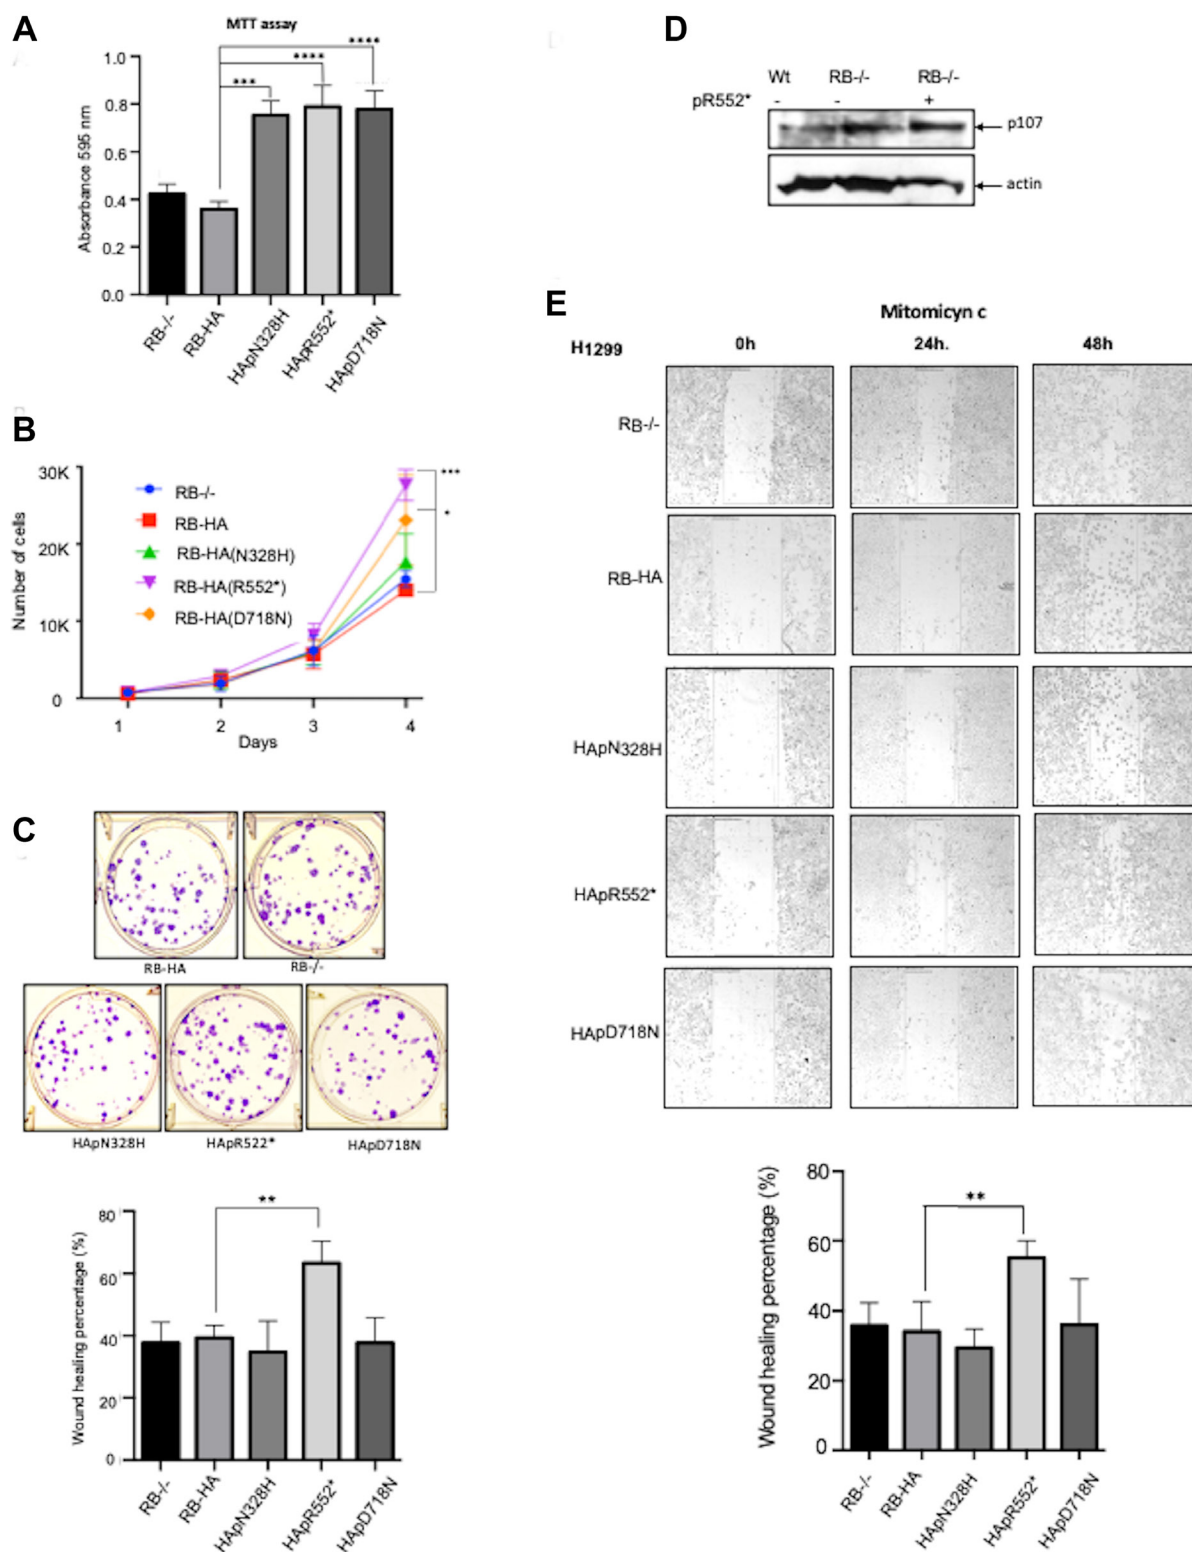 A
MTT assay
Absorbance 595 nm
1.0
0.8
0.6
0.4
0.2
0.0
***
****
****
RB-/-
RB-HA
HApN328H
HApR552*
HApD718N
B
Number of cells
30K
20K
10K
0
RB-/-
RB-HA
RB-HA(N328H)
RB-HA(R552*)
RB-HA(D718N)
***
*
1 2 3 4
Days
C
RB-HA RB-/-
HApN328H HApR522* HApD718N
Wound healing percentage (%)
80
60
40
20
0
**
RB-/-
RB-HA
HApN328H
HApR552*
HApD718N
D
Wt RB-/- RB-/-
pR552* - - +
p107
actin
E
Mitomicyn c
H1299 0h 24h. 48h
RB-/-
RB-HA
HApN328H
HApR552*
HApD718N
Wound healing percentage (%)
80
60
40
20
0
**
RB-/-
RB-HA
HApN328H
HApR552*
HApD718N